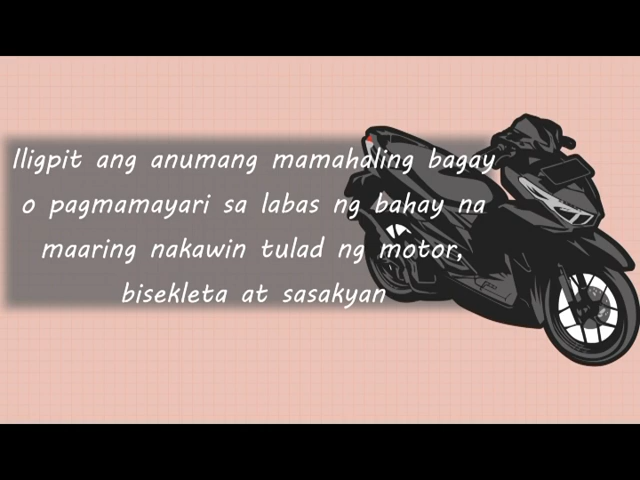 Iligpit ang anumang mamahaling bagay
o pagmamayari sa labas ng bahay na
maaring nakawin tulad ng motor,
bisekleta at sasakyan